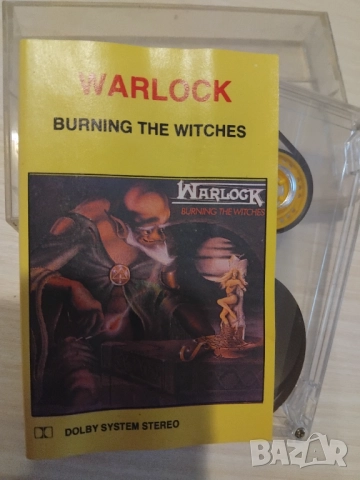 WARLOCK
BURNING THE WITCHES
WARLOCK
BURNING THE WITCHES
DOLBY SYSTEM STEREO
BAZAR